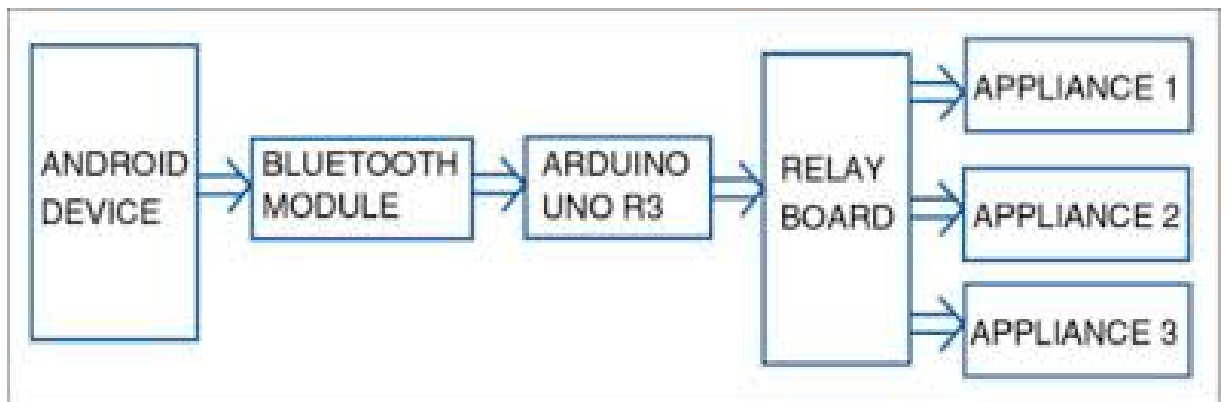 ANDROID
DEVICE
BLUETOOTH
MODULE
ARDUINO
UNO R3
RELAY
BOARD
APPLIANCE 1
APPLIANCE 2
APPLIANCE 3